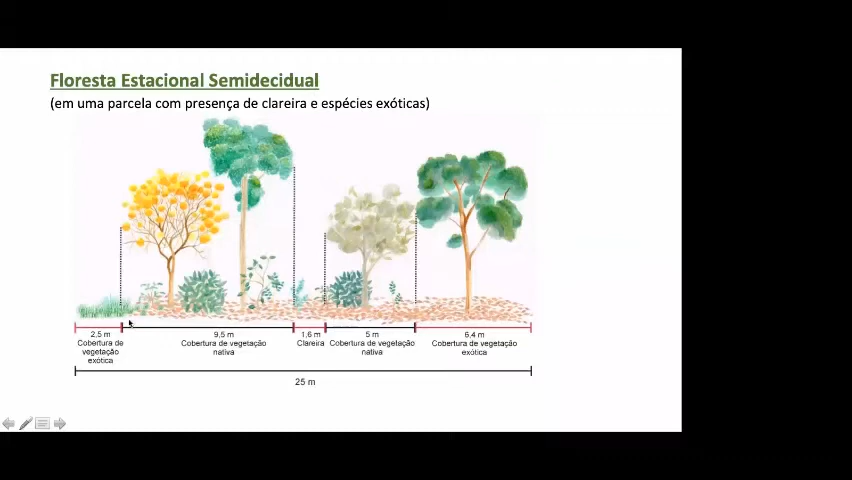 Floresta Estacional Semidecidual
(em uma parcela com presença de clareira e espécies exóticas)
2,5 m
Cobertura de
vegetação
exótica
9,5 m
Cobertura de vegetação
nativa
1,6 m
Clareira
5 m
Cobertura de vegetação
nativa
6,4 m
Cobertura de vegetação
exótica
25 m